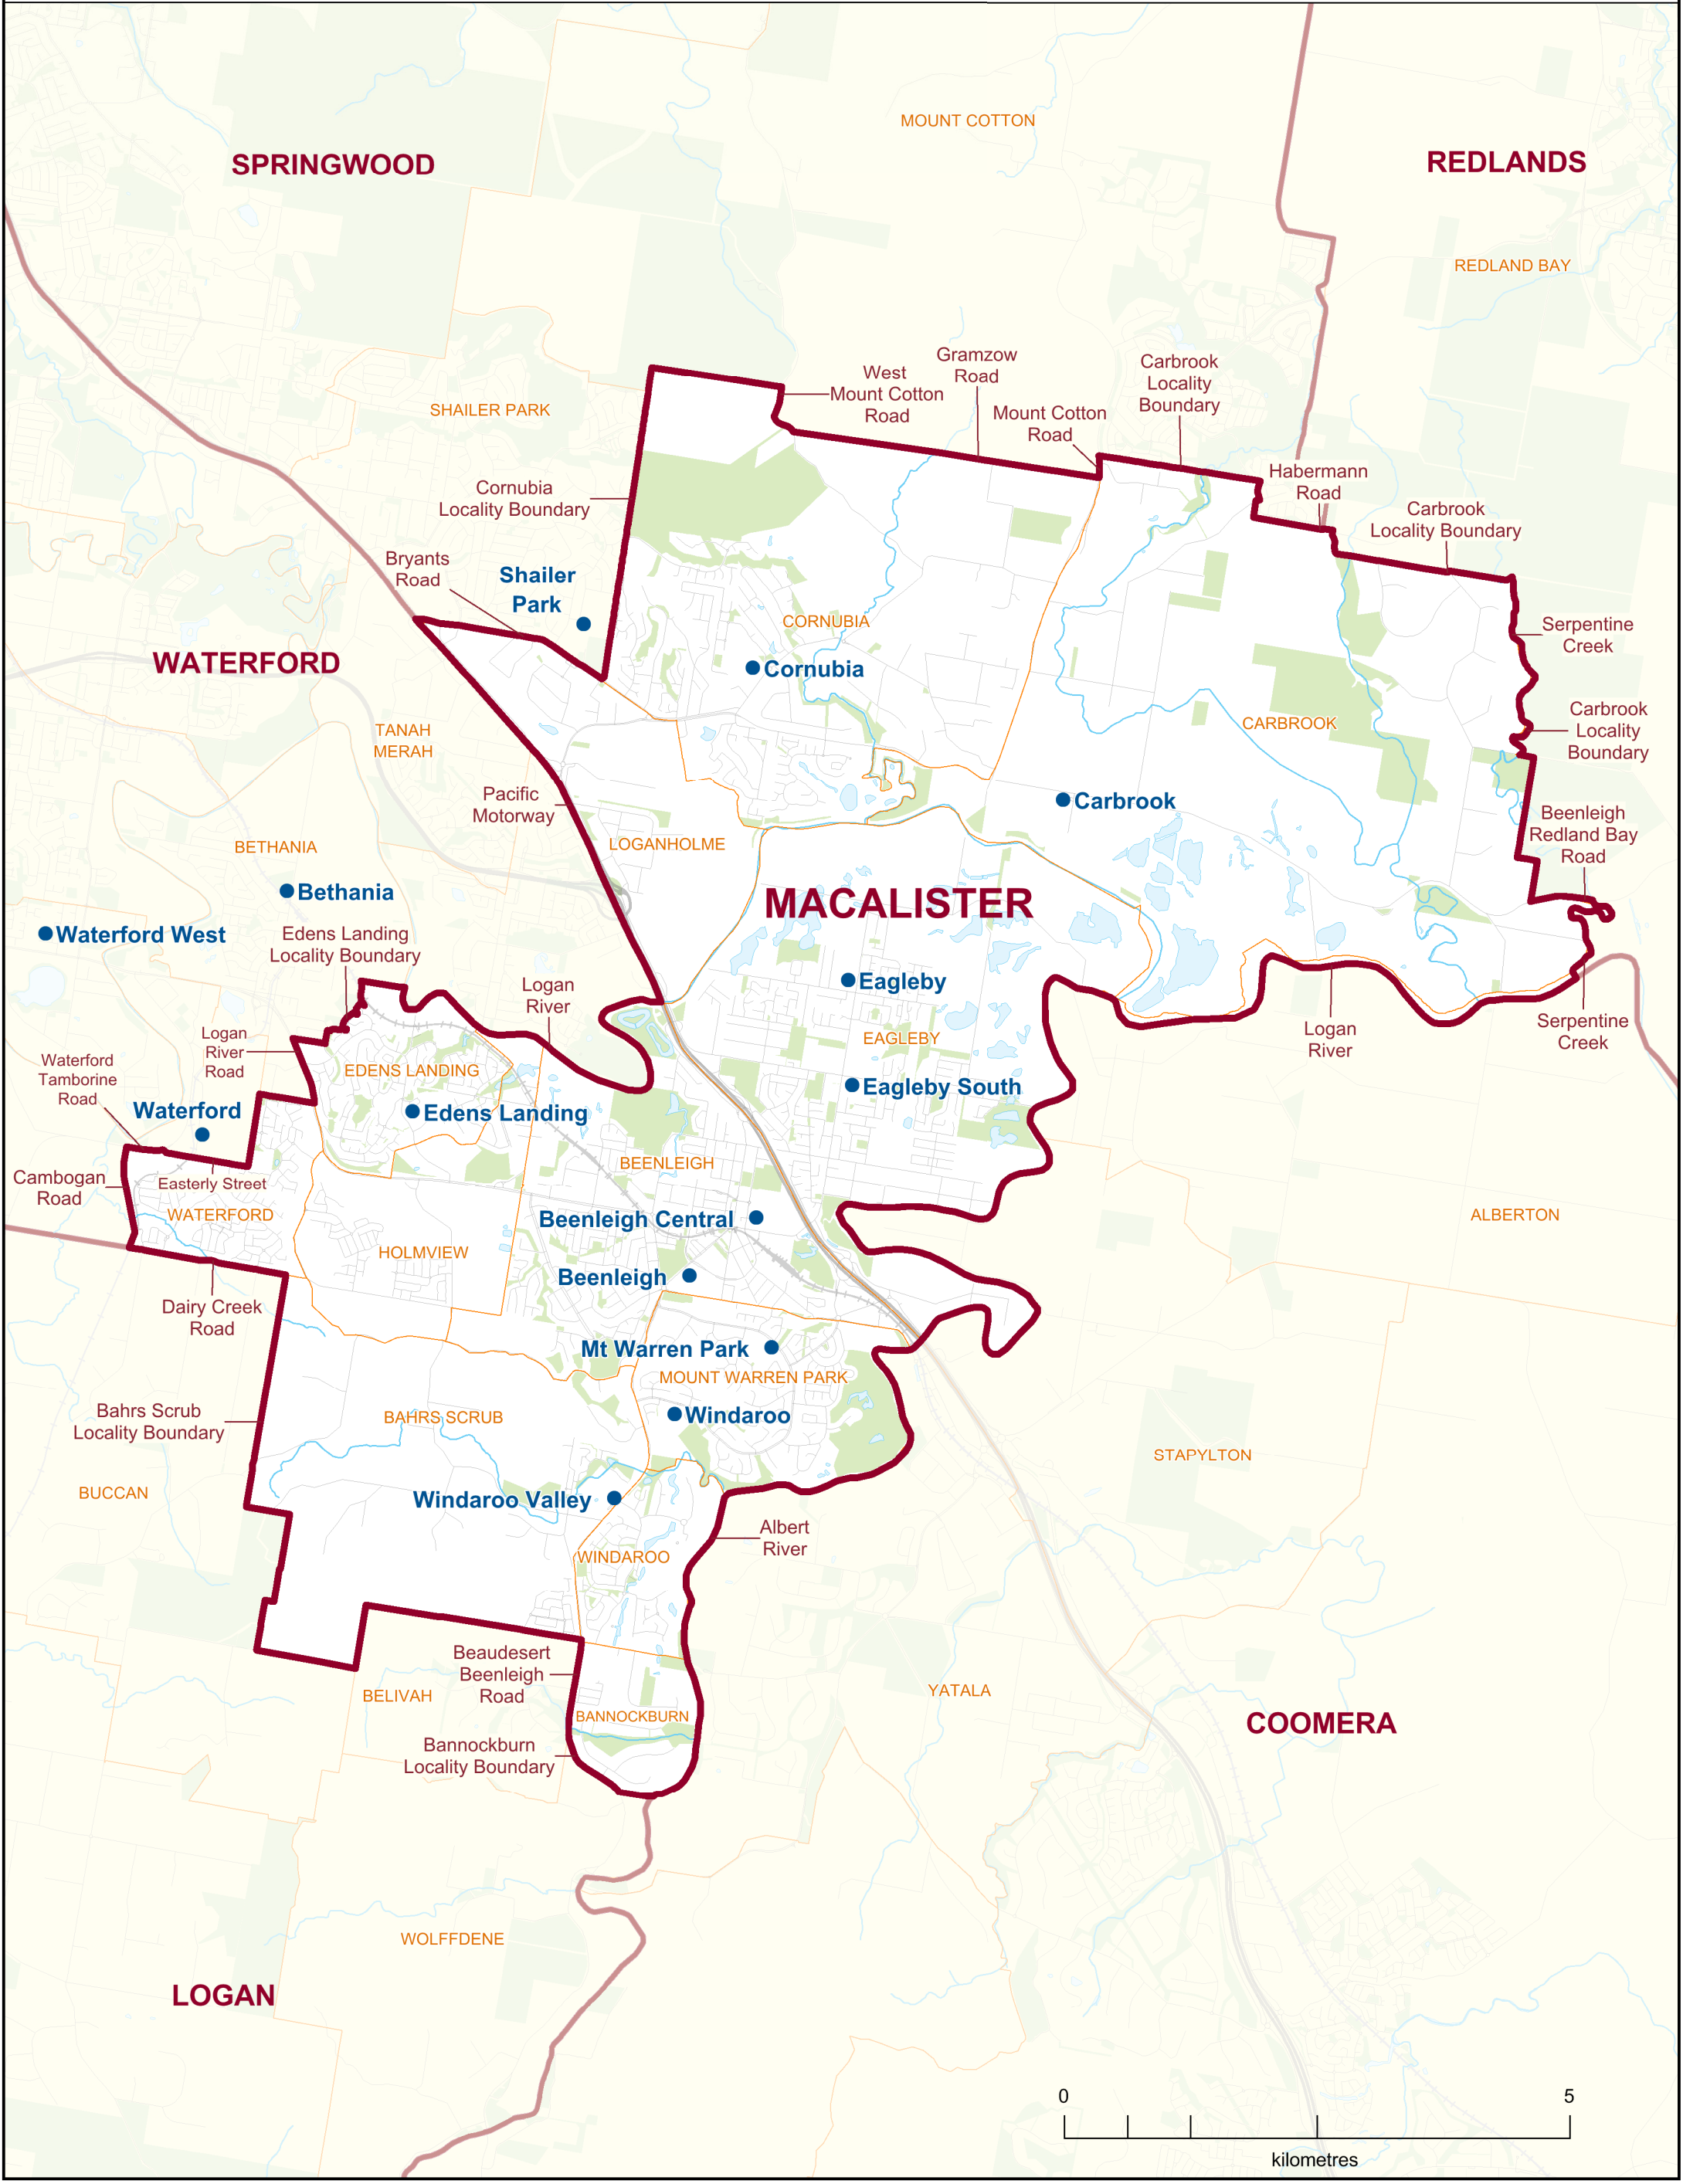 MOUNT COTTON
SPRINGWOOD
REDLANDS
REDLAND BAY
Gramzow
Road
West
Mount Cotton
Road
Carbrook
Locality
Boundary
SHAILER PARK
Mount Cotton
Road
Habermann
Road
Cornubia
Locality Boundary
Carbrook
Locality Boundary
Bryants
Road
Shailer
Park
CORNUBIA
Serpentine
Creek
WATERFORD
Cornubia
TANAH
MERAH
CARBROOK
Carbrook
Locality
Boundary
Pacific
Motorway
Carbrook
Beenleigh
Redland Bay
Road
BETHANIA
LOGANHOLME
Bethania
MACALISTER
Waterford West
Edens Landing
Locality Boundary
Eagleby
Logan
River
Logan
River
Road
EAGLEBY
Logan
River
Serpentine
Creek
Waterford
Tamborine
Road
EDENS LANDING
Eagleby South
Waterford
Edens Landing
BEENLEIGH
Cambogan
Road
Easterly Street
WATERFORD
Beenleigh Central
ALBERTON
HOLMVIEW
Beenleigh
Dairy Creek
Road
Mt Warren Park
MOUNT WARREN PARK
Bahrs Scrub
Locality Boundary
BAHRS SCRUB
Windaroo
STAPYLTON
BUCCAN
Windaroo Valley
Albert
River
WINDAROO
Beaudesert
Beenleigh
Road
BELIVAH
YATALA
BANNOCKBURN
COOMERA
Bannockburn
Locality Boundary
WOLFFDENE
LOGAN
0 5
kilometres